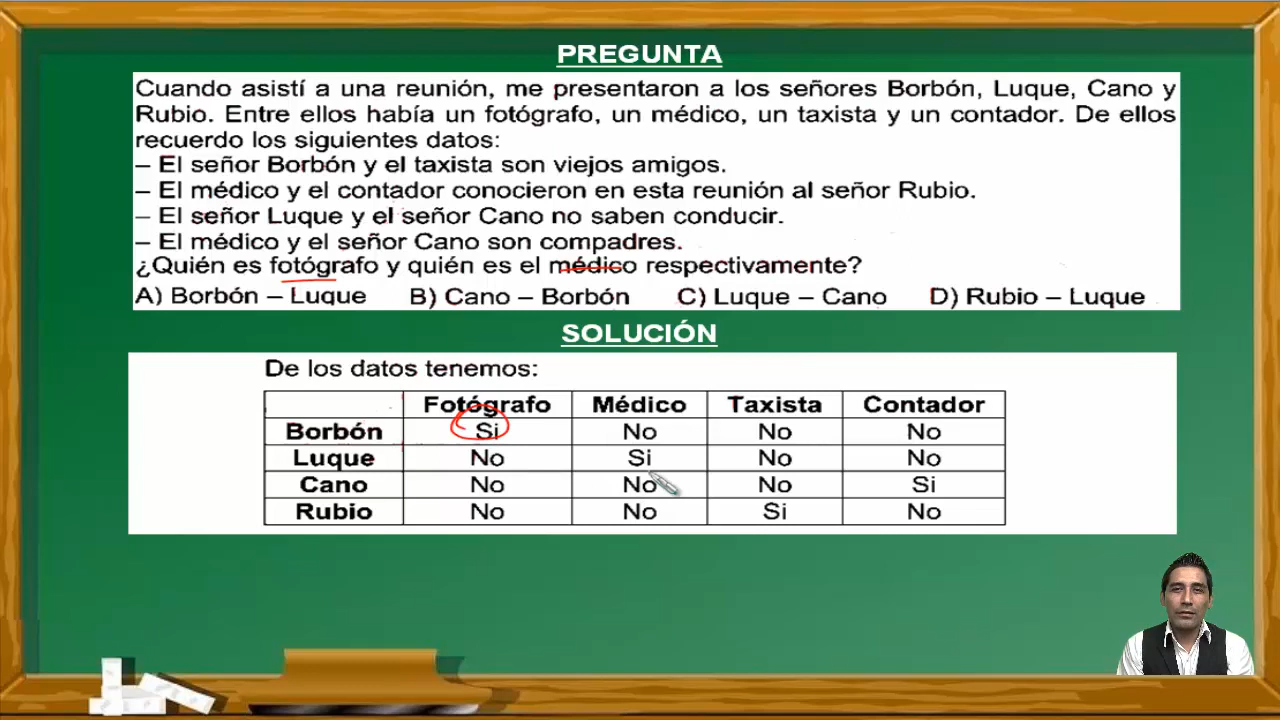 PREGUNTA
Cuando asistí a una reunión, me presentaron a los señores Borbón, Luque, Cano y
Rubio. Entre ellos había un fotógrafo, un médico, un taxista y un contador. De ellos
recuerdo los siguientes datos:
– El señor Borbón y el taxista son viejos amigos.
– El médico y el contador conocieron en esta reunión al señor Rubio.
– El señor Luque y el señor Cano no saben conducir.
– El médico y el señor Cano son compadres.
¿Quién es fotógrafo y quién es el médico respectivamente?
A) Borbón – Luque B) Cano – Borbón C) Luque – Cano D) Rubio – Luque
SOLUCIÓN
De los datos tenemos:
Fotógrafo Médico Taxista Contador
Borbón Si No No No
Luque No Si No No
Cano No No No Si
Rubio No No Si No